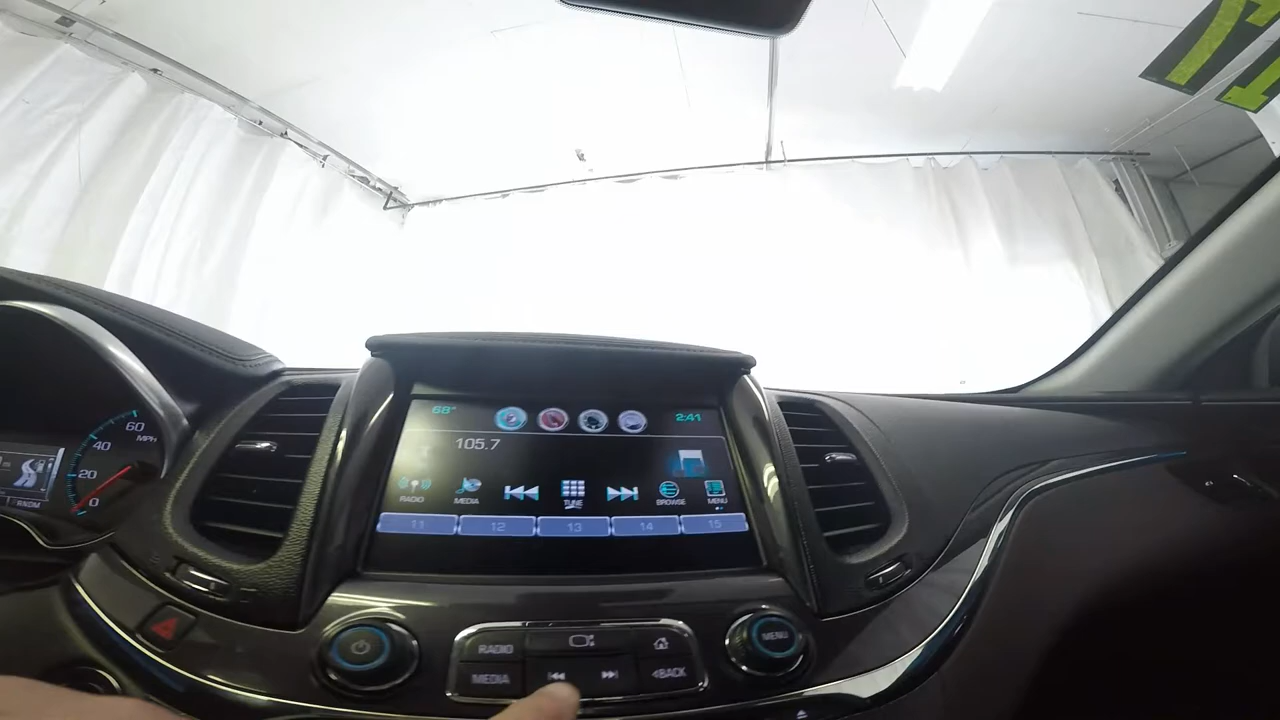 68°
2:41
105.7
RADIO
MEDIA
TUNE
BROWSE
MENU
11
12
13
14
15
60
MPH
40
20
0
RNDM
RADIO
MEDIA
BACK
MENU